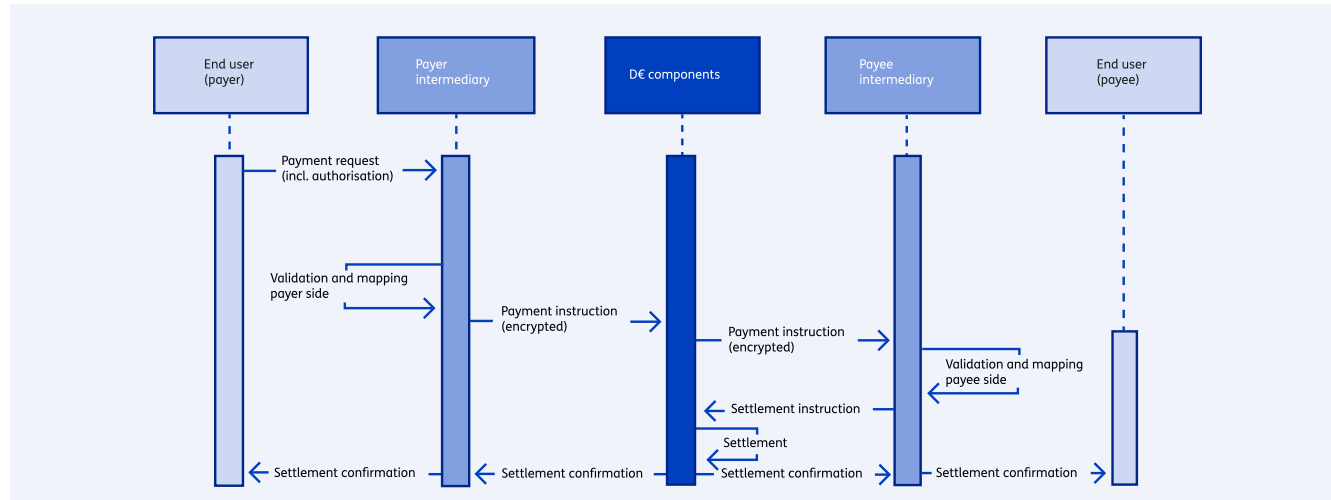 End user
(payer)
Payer
intermediary
D€ components
Payee
intermediary
End user
(payee)
Payment request
(incl. authorisation)
Validation and mapping
payer side
Payment instruction
(encrypted)
Payment instruction
(encrypted)
Validation and mapping
payee side
Settlement instruction
Settlement
Settlement confirmation
Settlement confirmation
Settlement confirmation
Settlement confirmation